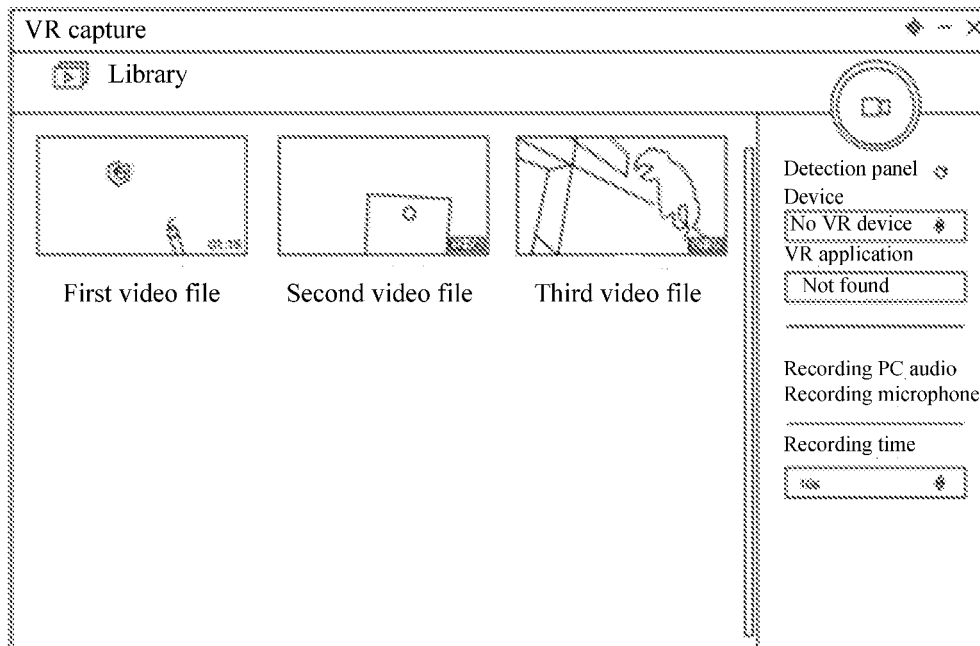 VR capture
Library
First video file
Second video file
Third video file
Detection panel
Device
No VR device
VR application
Not found
Recording PC audio
Recording microphone
Recording time